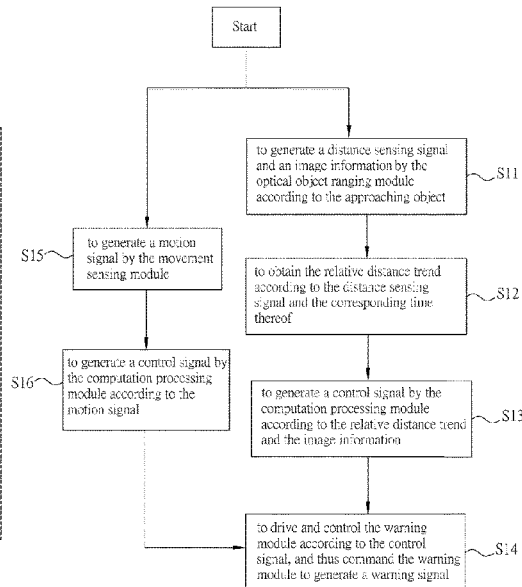 Start
to generate a distance sensing signal
and an image information by the
optical object ranging module
according to the approaching object
S11
to generate a motion
signal by the movement
sensing module
S15
to obtain the relative distance trend
according to the distance sensing
signal and the corresponding time
thereof
S12
to generate a control signal by
the computation processing
module according to the
motion signal
S16
to generate a control signal by the
computation processing module
according to the relative distance trend
and the image information
S13
to drive and control the warning
module according to the control
signal, and thus command the warning
module to generate a warning signal
S14